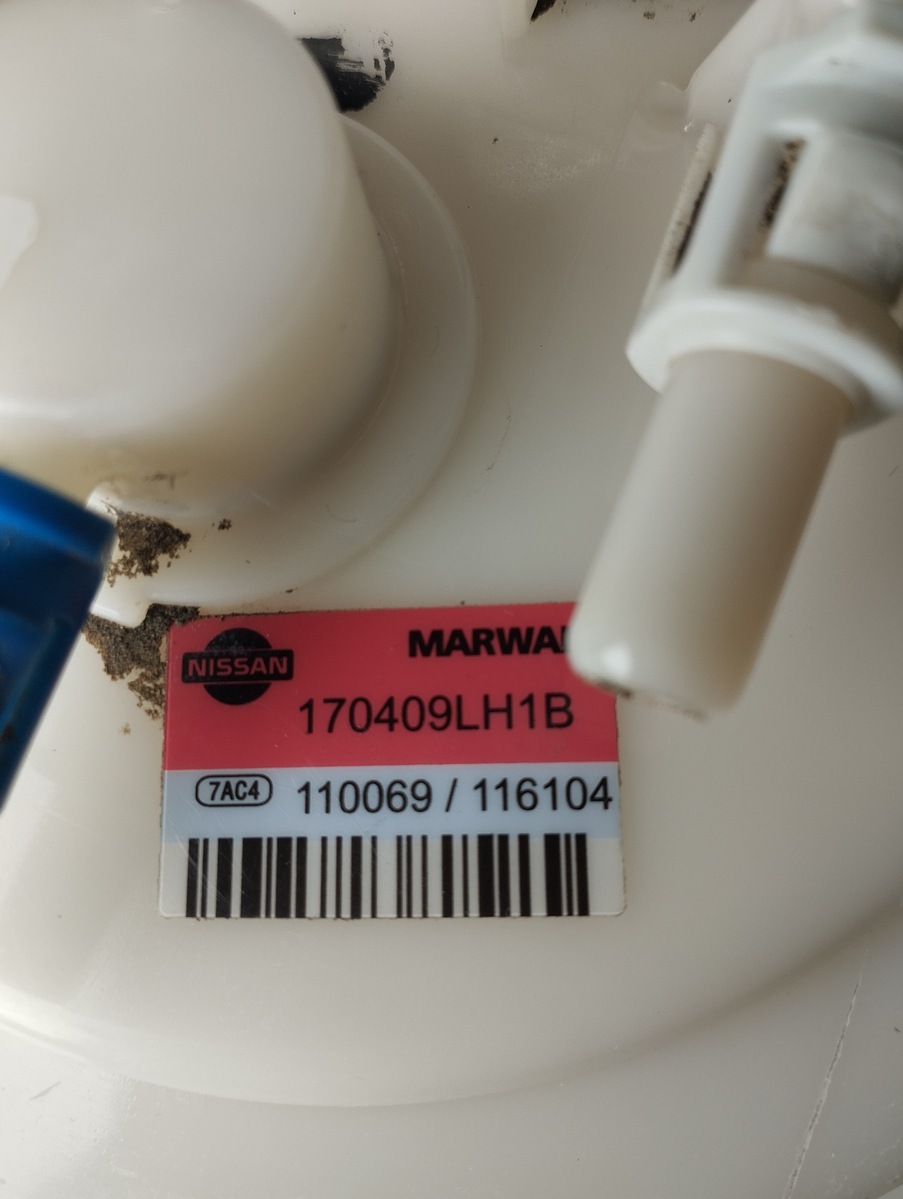 NISSAN
MARWA
170409LH1B
7AC4
110069 / 116104